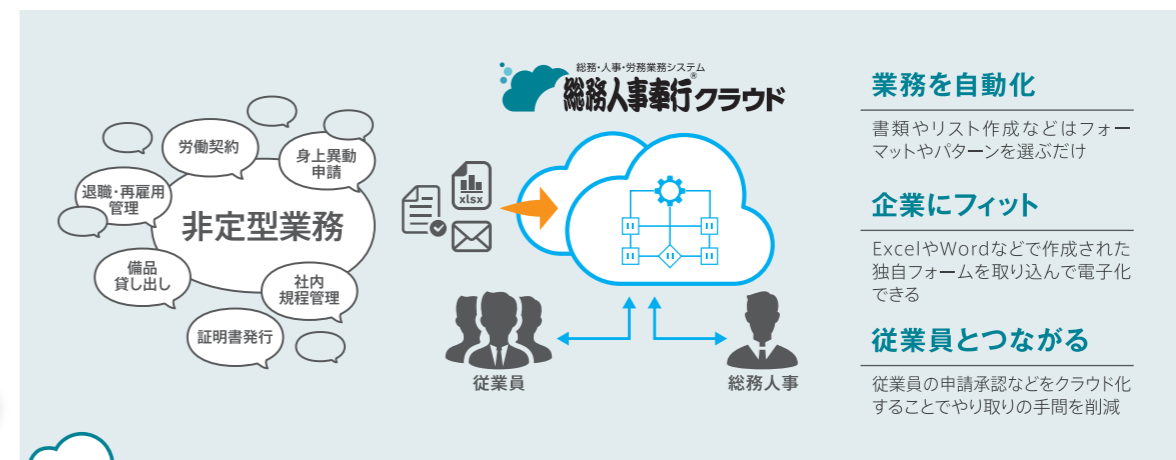 労働契約
身上異動
申請
退職・再雇用
管理
非定型業務
備品
貸し出し
社内
規程管理
証明書発行
xlsx
総務・人事・労務業務システム
総務人事奉行®クラウド
従業員
総務人事
業務を自動化
書類やリスト作成などはフォー
マットやパターンを選ぶだけ
企業にフィット
ExcelやWordなどで作成された
独自フォームを取り込んで電子化
できる
従業員とつながる
従業員の申請承認などをクラウド化
することでやり取りの手間を削減